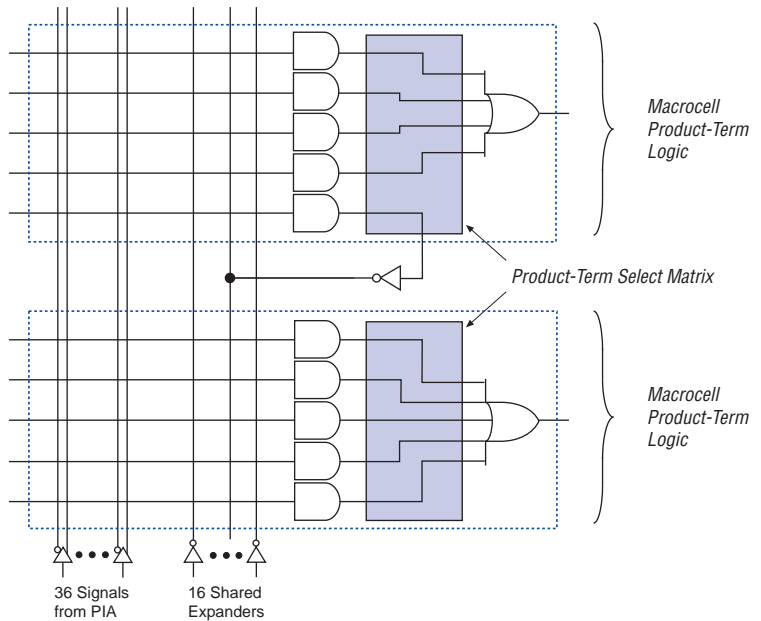 Macrocell
Product-Term
Logic
Product-Term Select Matrix
Macrocell
Product-Term
Logic
36 Signals
from PIA
16 Shared
Expanders